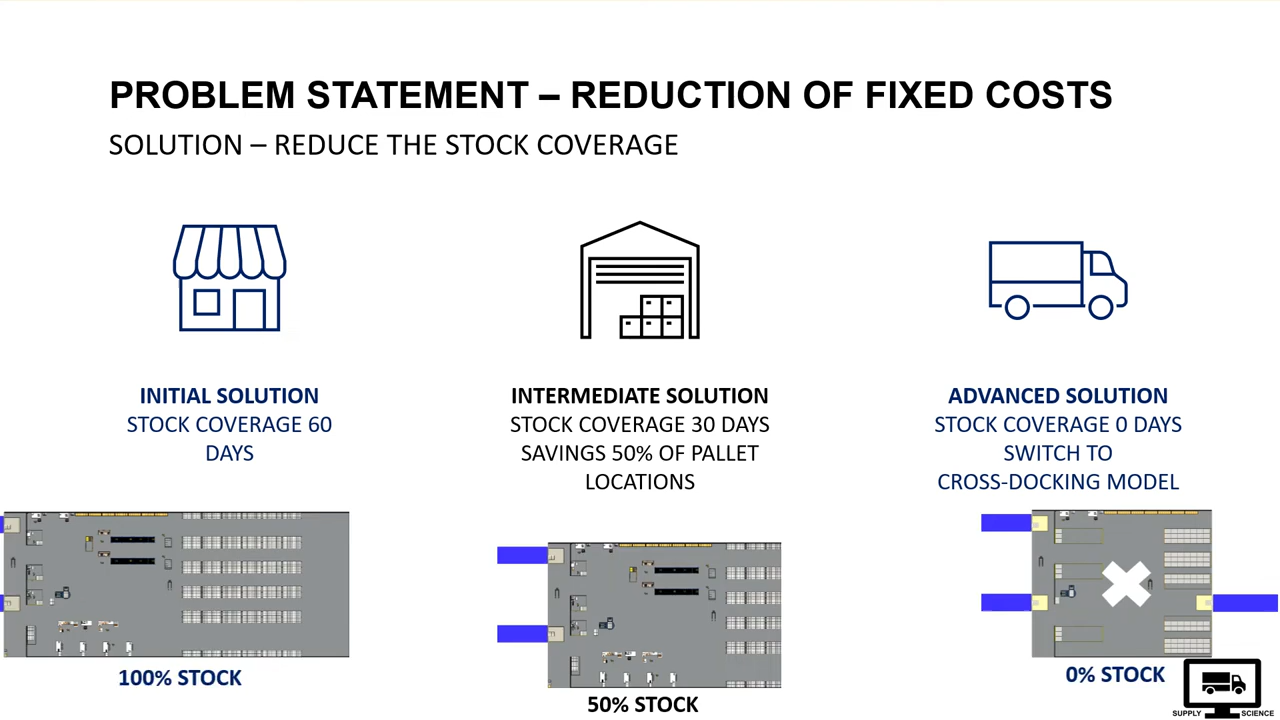 PROBLEM STATEMENT – REDUCTION OF FIXED COSTS
SOLUTION – REDUCE THE STOCK COVERAGE
INITIAL SOLUTION
STOCK COVERAGE 60
DAYS
100% STOCK
INTERMEDIATE SOLUTION
STOCK COVERAGE 30 DAYS
SAVINGS 50% OF PALLET
LOCATIONS
50% STOCK
ADVANCED SOLUTION
STOCK COVERAGE 0 DAYS
SWITCH TO
CROSS-DOCKING MODEL
0% STOCK
SUPPLY SCIENCE